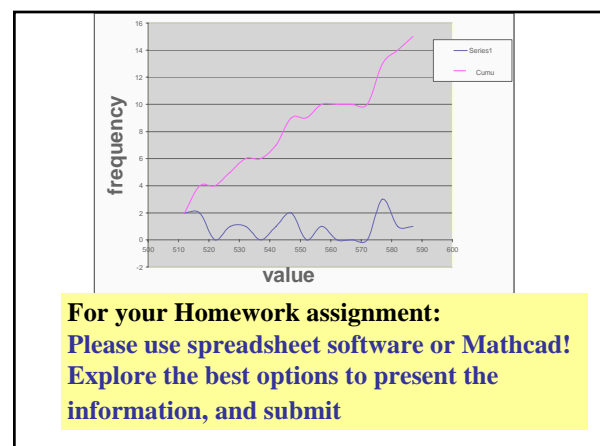 16
14
12
10
8
6
4
2
0
-2
frequency
500 510 520 530 540 550 560 570 580 590 600
value
Series1
Cumu
For your Homework assignment:
Please use spreadsheet software or Mathcad!
Explore the best options to present the
information, and submit